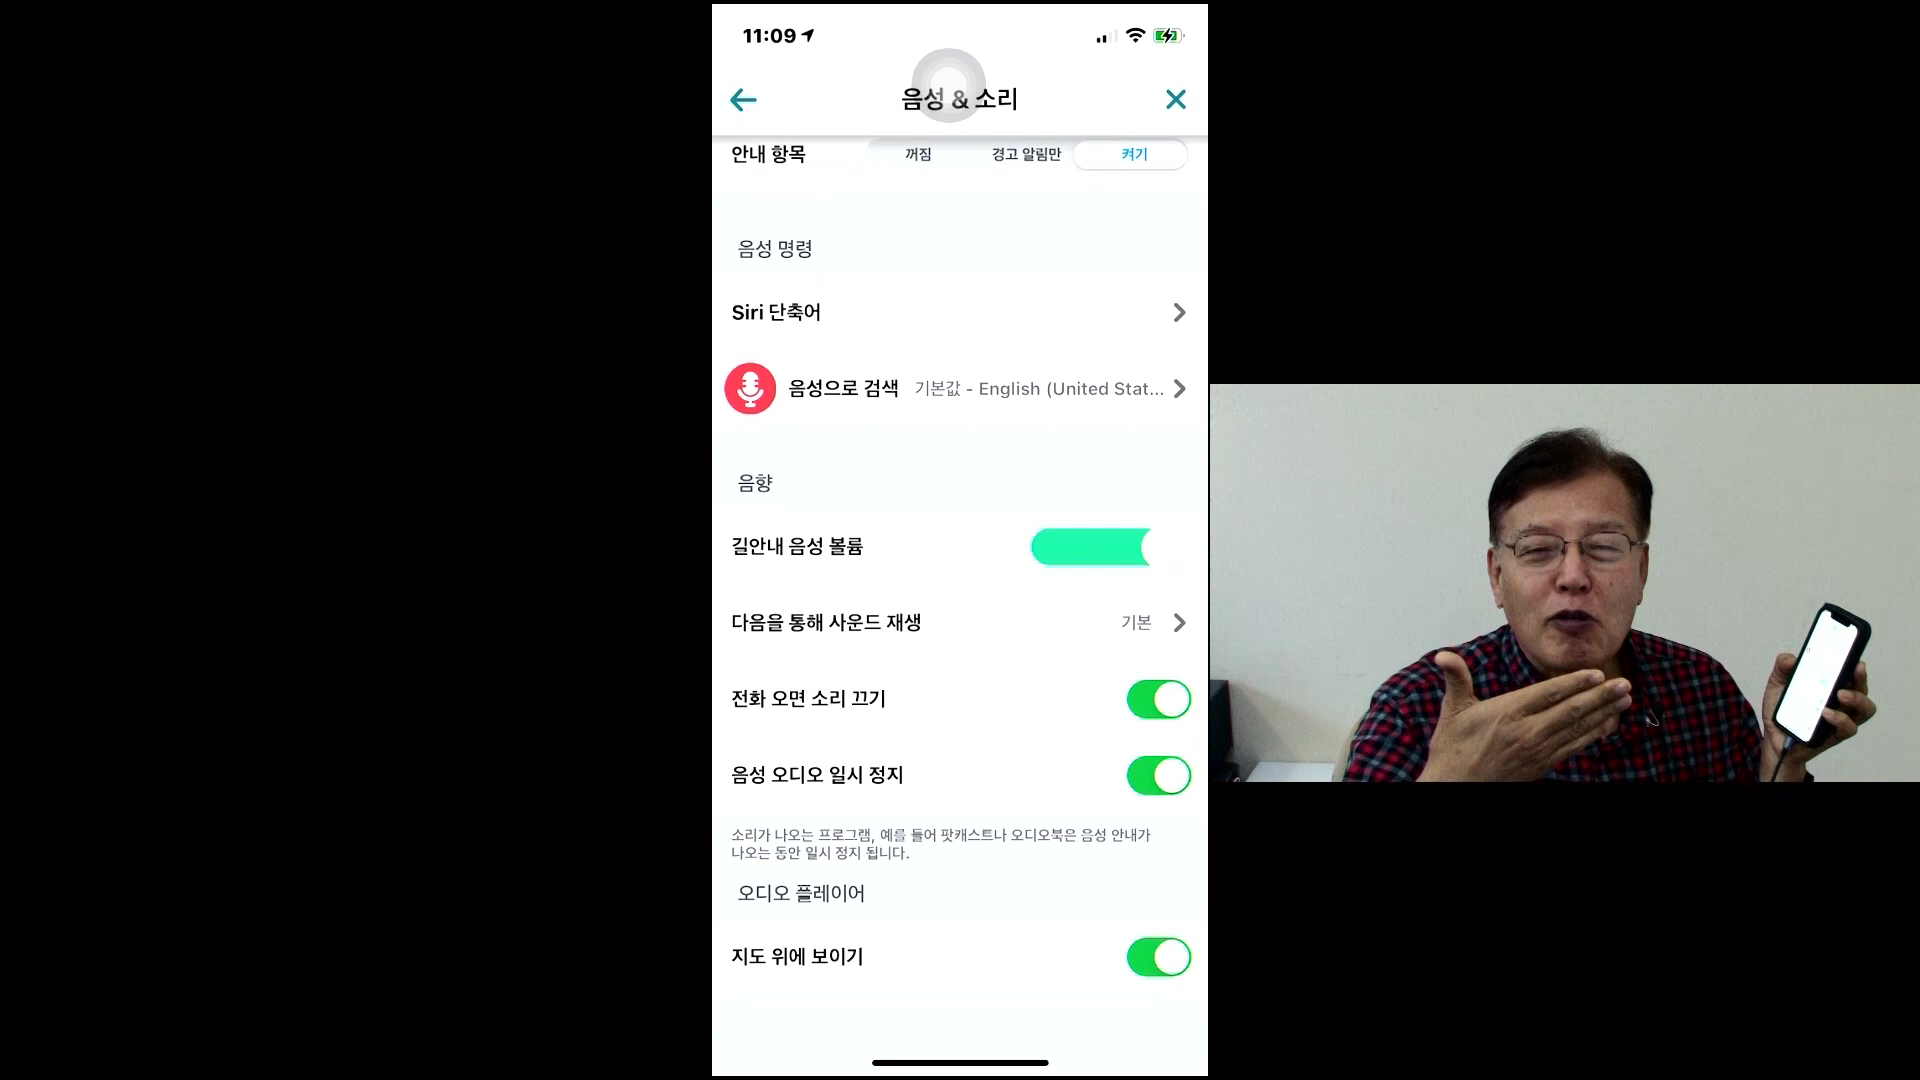 11:09
음성 & 소리
안내 항목 꺼짐 경고 알림만 켜기
음성 명령
Siri 단축어
음성으로 검색 기본값 - English (United Stat...
음향
길안내 음성 볼륨
다음을 통해 사운드 재생 기본
전화 오면 소리 끄기
음성 오디오 일시 정지
소리가 나오는 프로그램, 예를 들어 팟캐스트나 오디오북은 음성 안내가
나오는 동안 일시 정지 됩니다.
오디오 플레이어
지도 위에 보이기